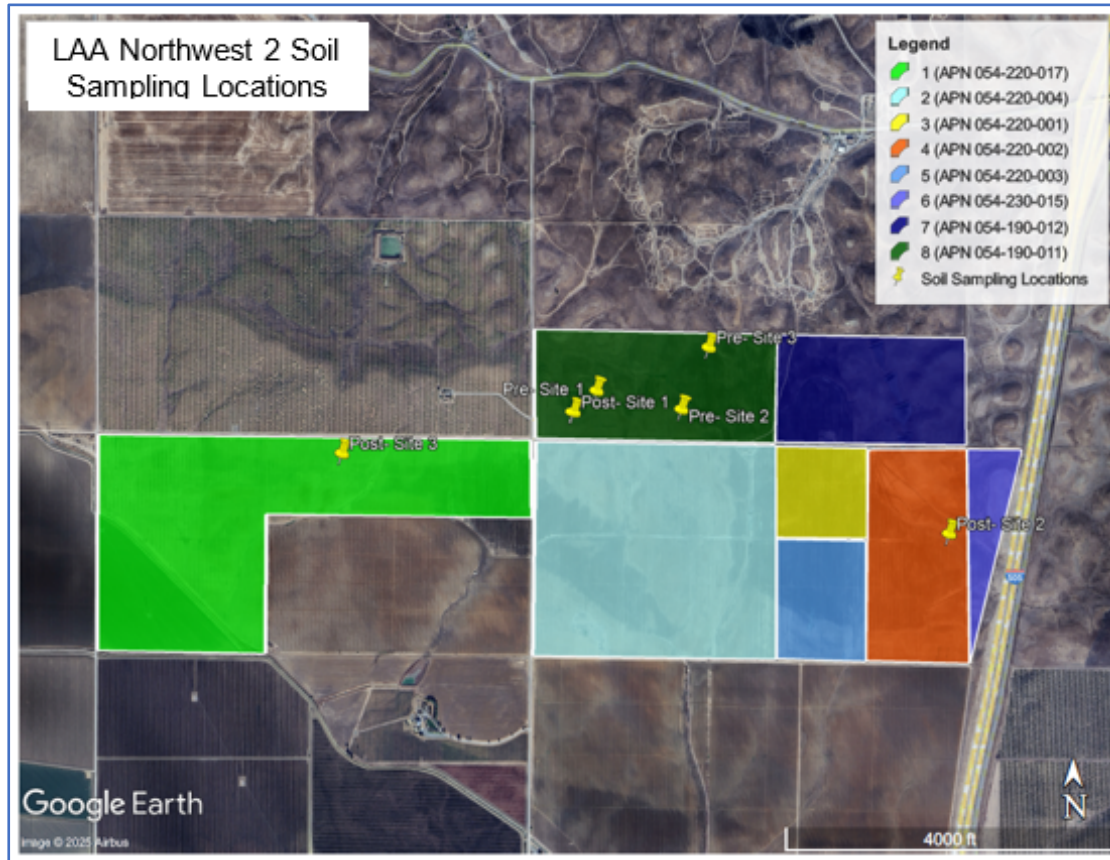 LAA Northwest 2 Soil
Sampling Locations
Legend
1 (APN 054-220-017)
2 (APN 054-220-004)
3 (APN 054-220-001)
4 (APN 054-220-002)
5 (APN 054-220-003)
6 (APN 054-230-015)
7 (APN 054-190-012)
8 (APN 054-190-011)
Soil Sampling Locations
Pre- Site 3
Pre- Site 1
Post- Site 1
Pre- Site 2
Post- Site 3
Post- Site 2
505
Google Earth
Image © 2025 Airbus
N
4000 ft